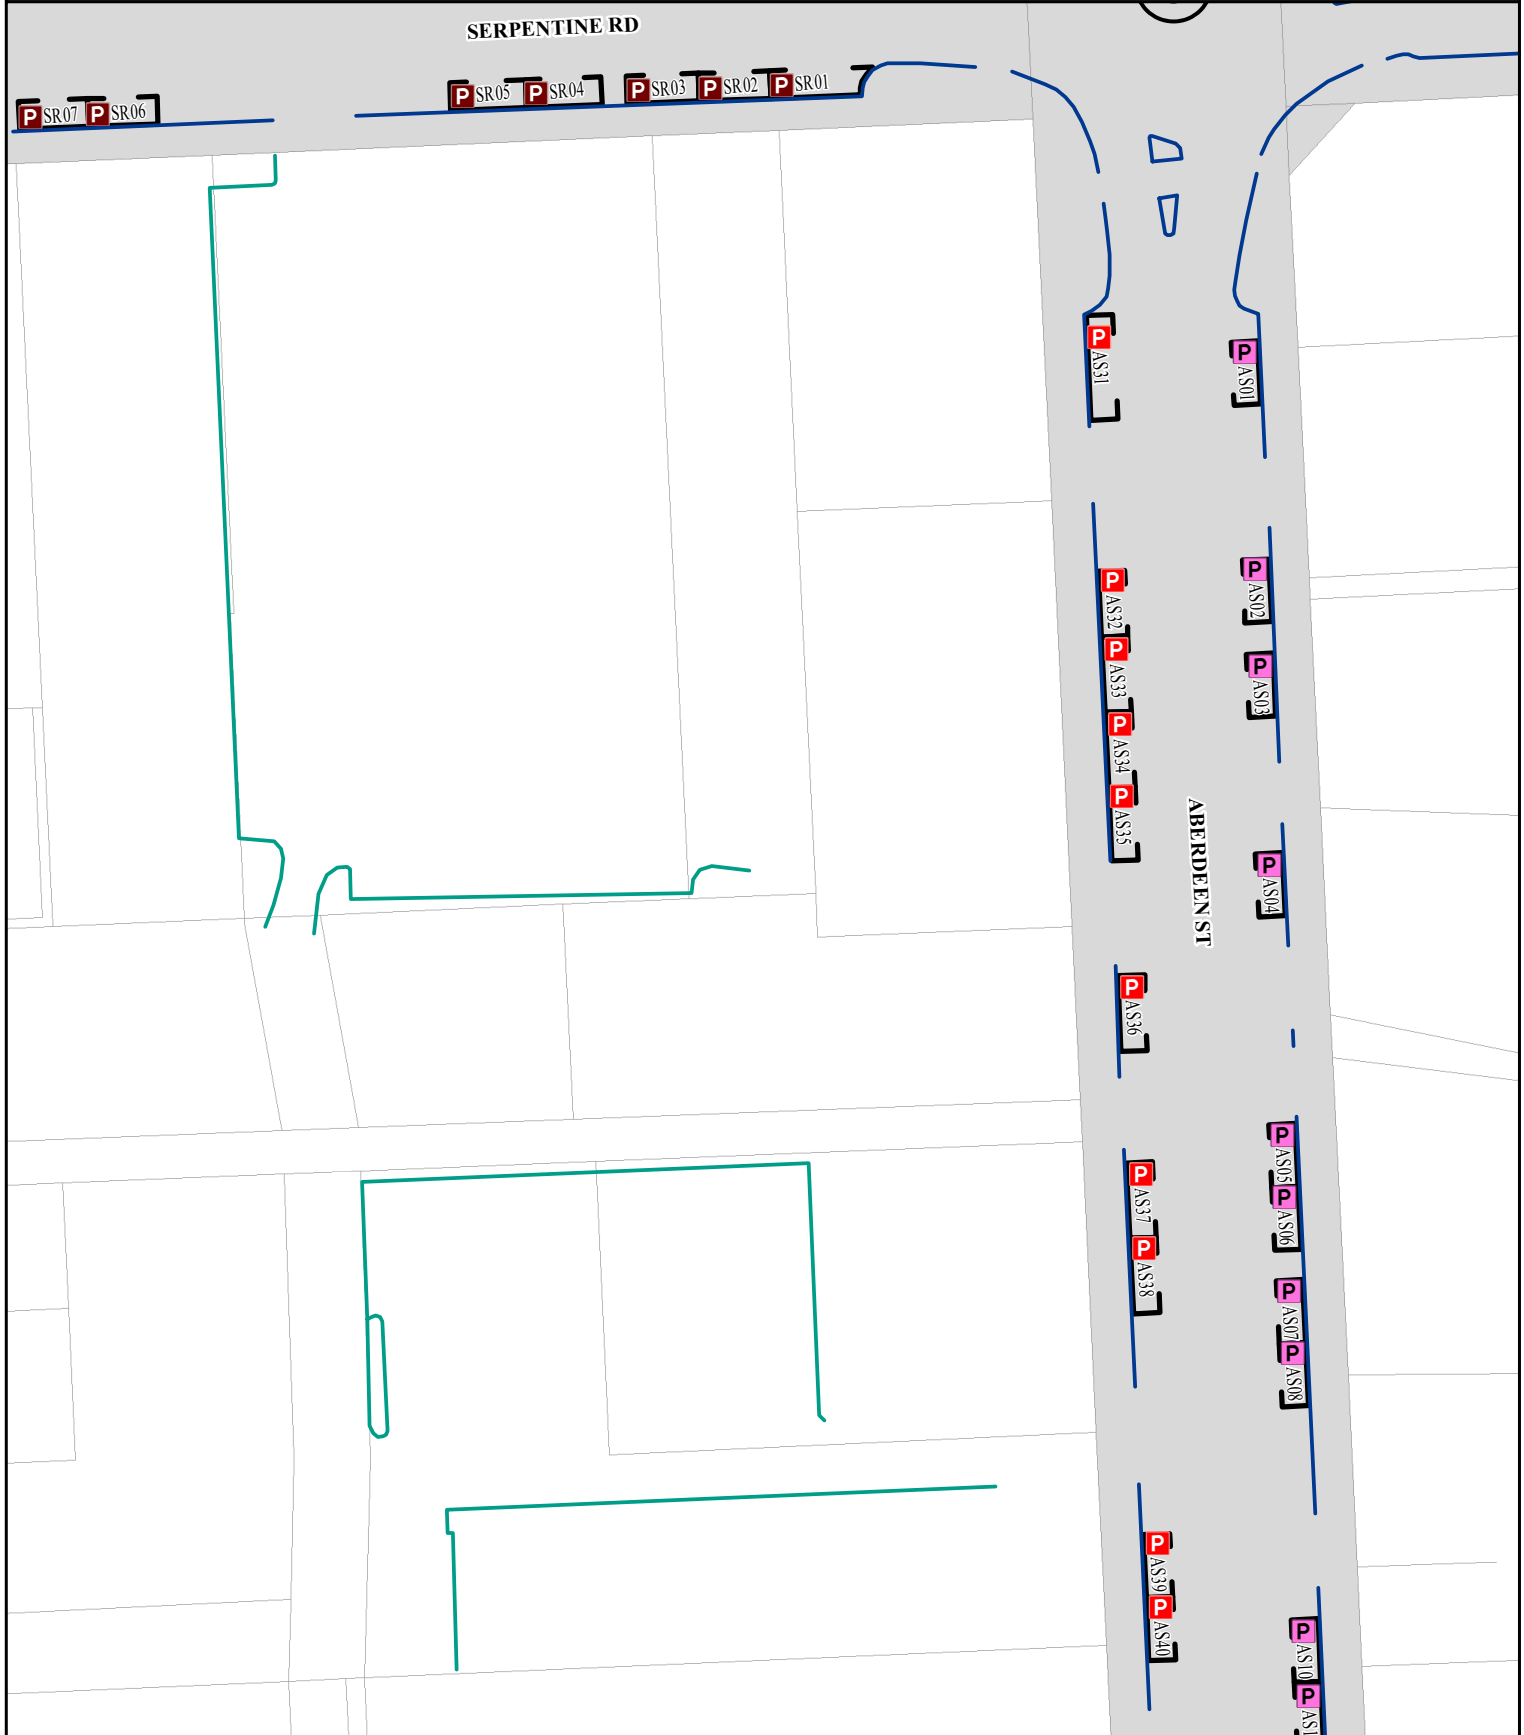 SERPENTINE RD
P SR07
P SR06
P SR05
P SR04
P SR03
P SR02
P SR01
P AS31
P AS01
P AS32
P AS02
P AS33
P AS03
P AS34
P AS35
ABERDEEN ST
P AS04
P AS36
P AS05
P AS37
P AS06
P AS38
P AS07
P AS08
P AS39
P AS40
P AS10
P